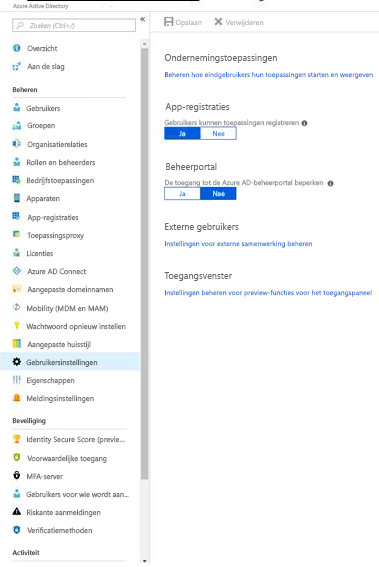 Azure Active Directory
Zoeken (Ctrl+/)
«
Overzicht
Aan de slag
Beheren
Gebruikers
Groepen
Organisatierelaties
Rollen en beheerders
Bedrijfstoepassingen
Apparaten
App-registraties
Toepassingsproxy
Licenties
Azure AD Connect
Aangepaste domeinnamen
Mobility (MDM en MAM)
Wachtwoord opnieuw instellen
Aangepaste huisstijl
Gebruikersinstellingen
Eigenschappen
Meldingsinstellingen
Beveiliging
Identity Secure Score (previe...
Voorwaardelijke toegang
MFA-server
Gebruikers voor wie wordt aan...
Riskante aanmeldingen
Verificatiemethoden
Activiteit
Opslaan Verwijderen
Ondernemingstoepassingen
Beheren hoe eindgebruikers hun toepassingen starten en weergeven
App-registraties
Gebruikers kunnen toepassingen registreren
Ja Nee
Beheerportal
De toegang tot de Azure AD-beheerportal beperken
Ja Nee
Externe gebruikers
Instellingen voor externe samenwerking beheren
Toegangsvenster
Instellingen beheren voor preview-functies voor het toegangspaneel